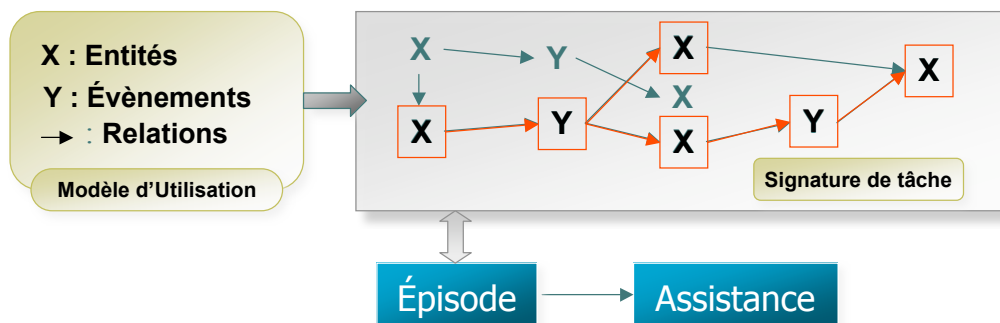 X : Entités
Y : Évènements
: Relations
Modèle d'Utilisation
X
Y
X
X
X
Y
X
Y
X
Signature de tâche
Épisode
Assistance